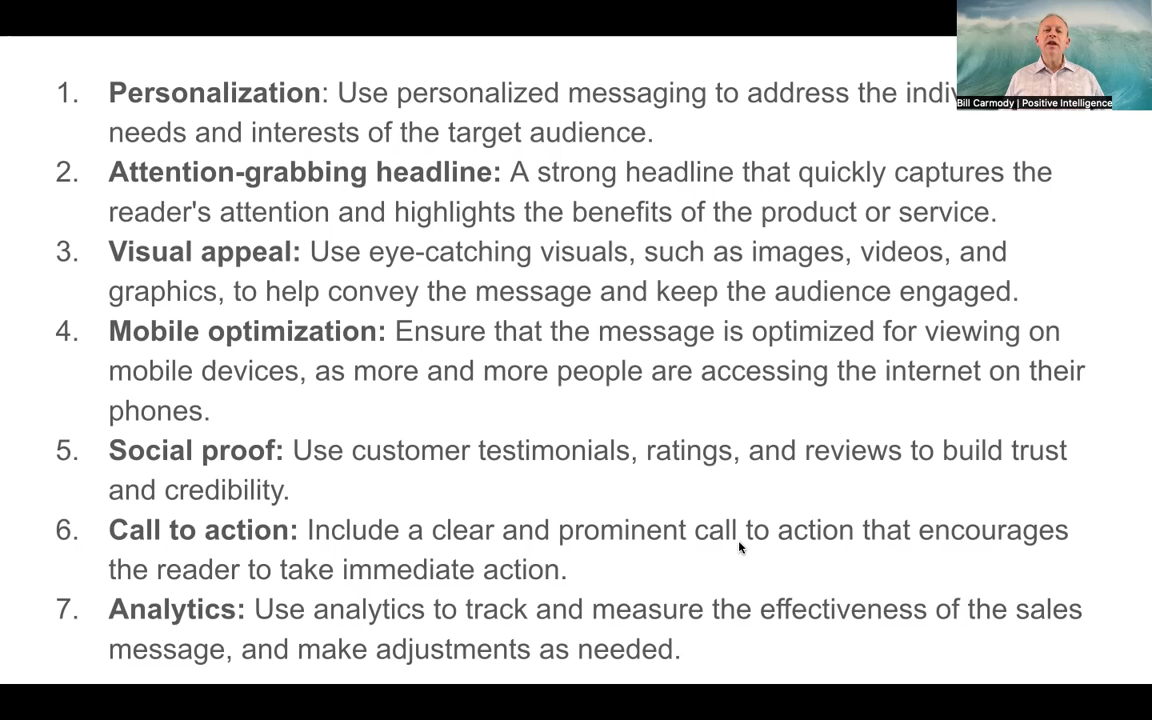 1. Personalization: Use personalized messaging to address the
needs and interests of the target audience.
2. Attention-grabbing headline: A strong headline that quickly captures the
reader's attention and highlights the benefits of the product or service.
3. Visual appeal: Use eye-catching visuals, such as images, videos, and
graphics, to help convey the message and keep the audience engaged.
4. Mobile optimization: Ensure that the message is optimized for viewing on
mobile devices, as more and more people are accessing the internet on their
phones.
5. Social proof: Use customer testimonials, ratings, and reviews to build trust
and credibility.
6. Call to action: Include a clear and prominent call to action that encourages
the reader to take immediate action.
7. Analytics: Use analytics to track and measure the effectiveness of the sales
message, and make adjustments as needed.
Bill Carmody | Positive Intelligence